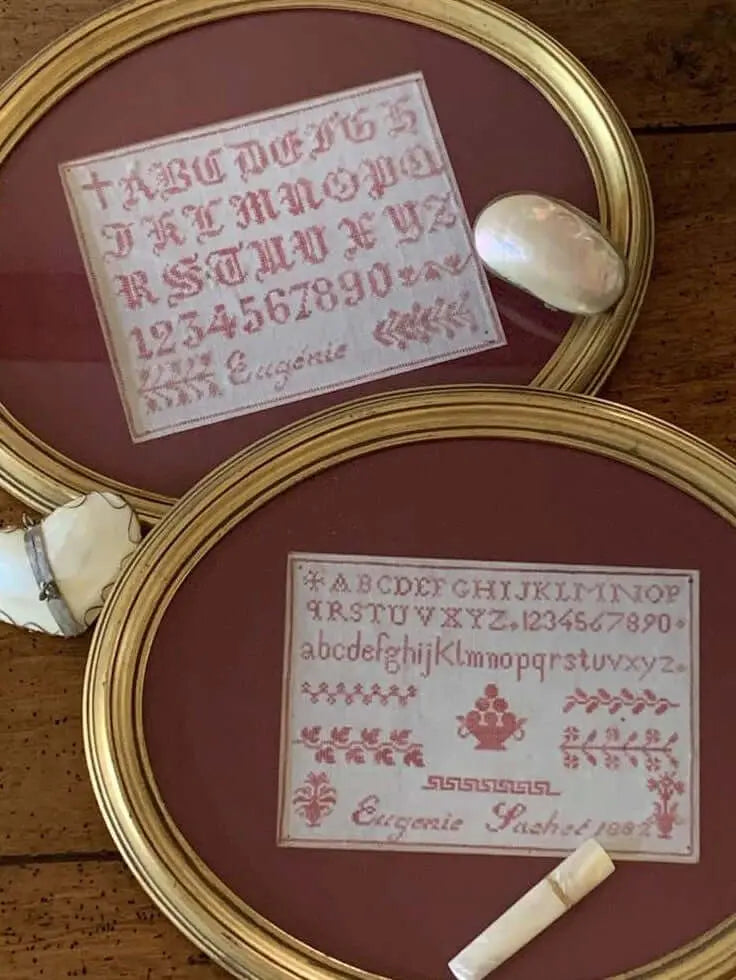 ABCDEFGH
IJKLMNOPQ
RSTUVXYZ
1234567890
Eugénie
ABCDEFGHIJKLMNOP
QRSTUVXYZ.1234567890
abcdefghijklmnopqrstuvxyz.
Eugenie Sachet 1882